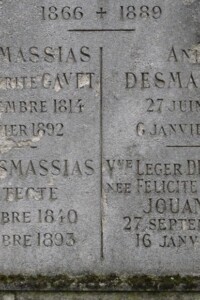 1866 + 1889
MASSIAS
RITE GAVET
EMBRE 1814
IER 1892
SMASSIAS
TECTE
BRE 1840
BRE 1893
AN
DESMA
27 JUIN
6 JANVI
VVE LEGER D
NEE FELICITE
JOUAN
27 SEPTE
16 JANV